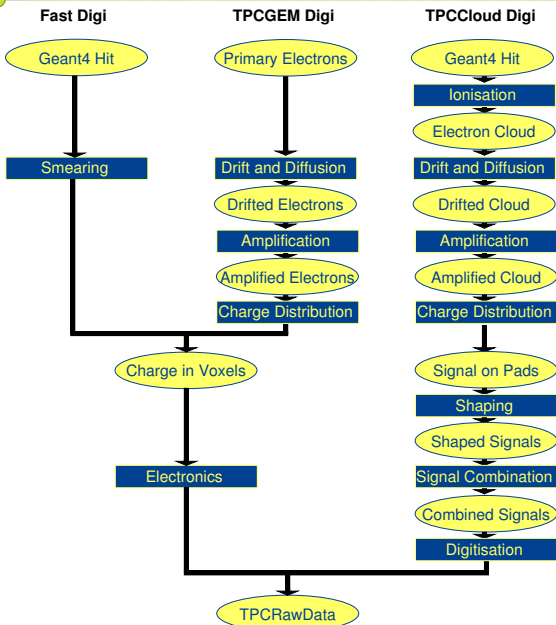 Fast Digi
TPCGEM Digi
TPCCloud Digi
Geant4 Hit
Primary Electrons
Geant4 Hit
Ionisation
Electron Cloud
Smearing
Drift and Diffusion
Drift and Diffusion
Drifted Electrons
Drifted Cloud
Amplification
Amplification
Amplified Electrons
Amplified Cloud
Charge Distribution
Charge Distribution
Charge in Voxels
Signal on Pads
Shaping
Shaped Signals
Electronics
Signal Combination
Combined Signals
Digitisation
TPCRawData